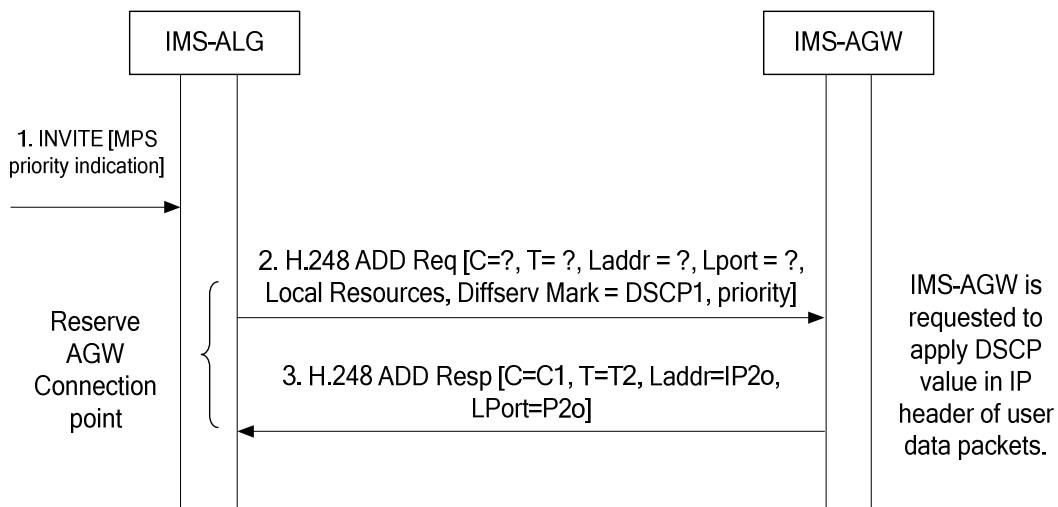 IMS-ALG
IMS-AGW
1. INVITE [MPS
priority indication]
2. H.248 ADD Req [C=?, T= ?, Laddr = ?, Lport = ?,
Local Resources, Diffserv Mark = DSCP1, priority]
Reserve
AGW
Connection
point
3. H.248 ADD Resp [C=C1, T=T2, Laddr=IP2o,
LPort=P2o]
IMS-AGW is
requested to
apply DSCP
value in IP
header of user
data packets.